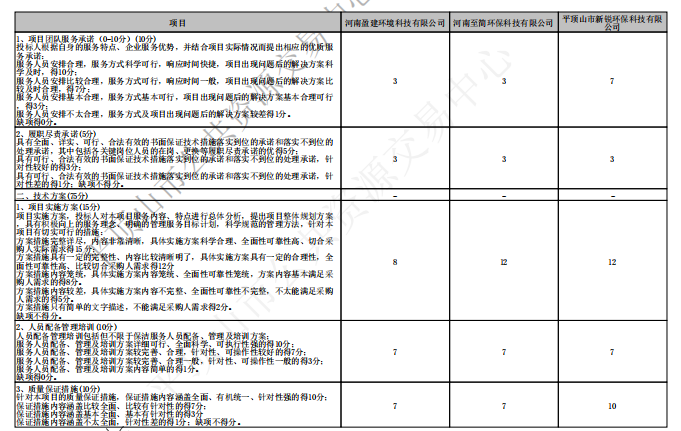 项目 河南盈建环境科技有限公司 河南至简环保科技有限公司 平顶山市新锐环保科技有限公司
1、项目团队服务承诺（0-10分）(10分)
投标人根据自身的服务特点、企业服务优势，并结合项目实际情况而提出相应的优质服务承诺；
服务人员安排合理，服务方式科学可行，响应时间快捷，项目出现问题后的解决方案科学及时，得10分；
服务人员安排比较合理，服务方式可行，响应时间一般，项目出现问题后的解决方案比较及时合理，得7分；
服务人员安排基本合理，服务方式基本可行，项目出现问题后的解决方案基本合理可行，得3分；
服务人员安排不太合理，服务方式及项目出现问题后的解决方案较差得1分。
缺项得0分。
3 3 7
2、履职尽责承诺(5分)
具有全面、详实、可行、合法有效的书面保证技术措施落实到位的承诺和落实不到位的处理承诺，其中包括各关键岗位人员的在岗、更换等履职尽责承诺的优得5分；
具有可行、合法有效的书面保证技术措施落实到位的承诺和落实不到位的处理承诺，针对性较好的得3分；
具有可行、合法有效的书面保证技术措施落实到位的承诺和落实不到位的处理承诺，针对性差的得1分；缺项不得分。
3 3 3
二、技术方案(75分) - - -
1、项目实施方案(15分)
项目实施方案，投标人对本项目服务内容、特点进行总体分析，提出项目整体规划方案，具有积极向上的服务理念、明确的管理服务目标计划，科学规范的管理方法，针对本项目有切实可行的措施；
方案措施完整详尽，内容非常清晰，具体实施方案科学合理、全面性可靠性高、切合采购人实际需求得15分；
方案措施具有一定的完整性、内容比较清晰明了，具体实施方案具有一定的合理性，全面性可靠性高、比较切合采购人需求得12分
方案措施内容笼统，具体实施方案内容笼统、全面性可靠性笼统，方案内容基本满足采购人需求的得8分。
方案措施内容较差，具体实施方案内容不完整、全面性可靠性不完整，不太能满足采购人需求的得5分。
方案措施只有简单的文字描述，不能满足采购人需求得2分。
缺项不得分。
8 12 12
2、人员配备管理培训(10分)
人员配备管理培训包括但不限于保洁服务人员配备、管理及培训方案；
服务人员配备、管理及培训方案详细可行、全面科学、可执行性强的得10分；
服务人员配备、管理及培训方案较完善、合理，针对性、可操作性较好的得7分；
服务人员配备、管理及培训方案较完善、合理一般，针对性、可操作性一般的得3分；
服务人员配备、管理及培训方案内容简单的得1分。
缺项得0分。
7 7 7
3、质量保证措施(10分)
针对本项目的质量保证措施，保证措施内容涵盖全面、有机统一、针对性强的得10分；
保证措施内容涵盖比较全面、比较有针对性的得7分；
保证措施内容涵盖基本全面、基本有针对性的得3分
保证措施内容涵盖不太全面，针对性差的得1分；缺项不得分。
7 7 10